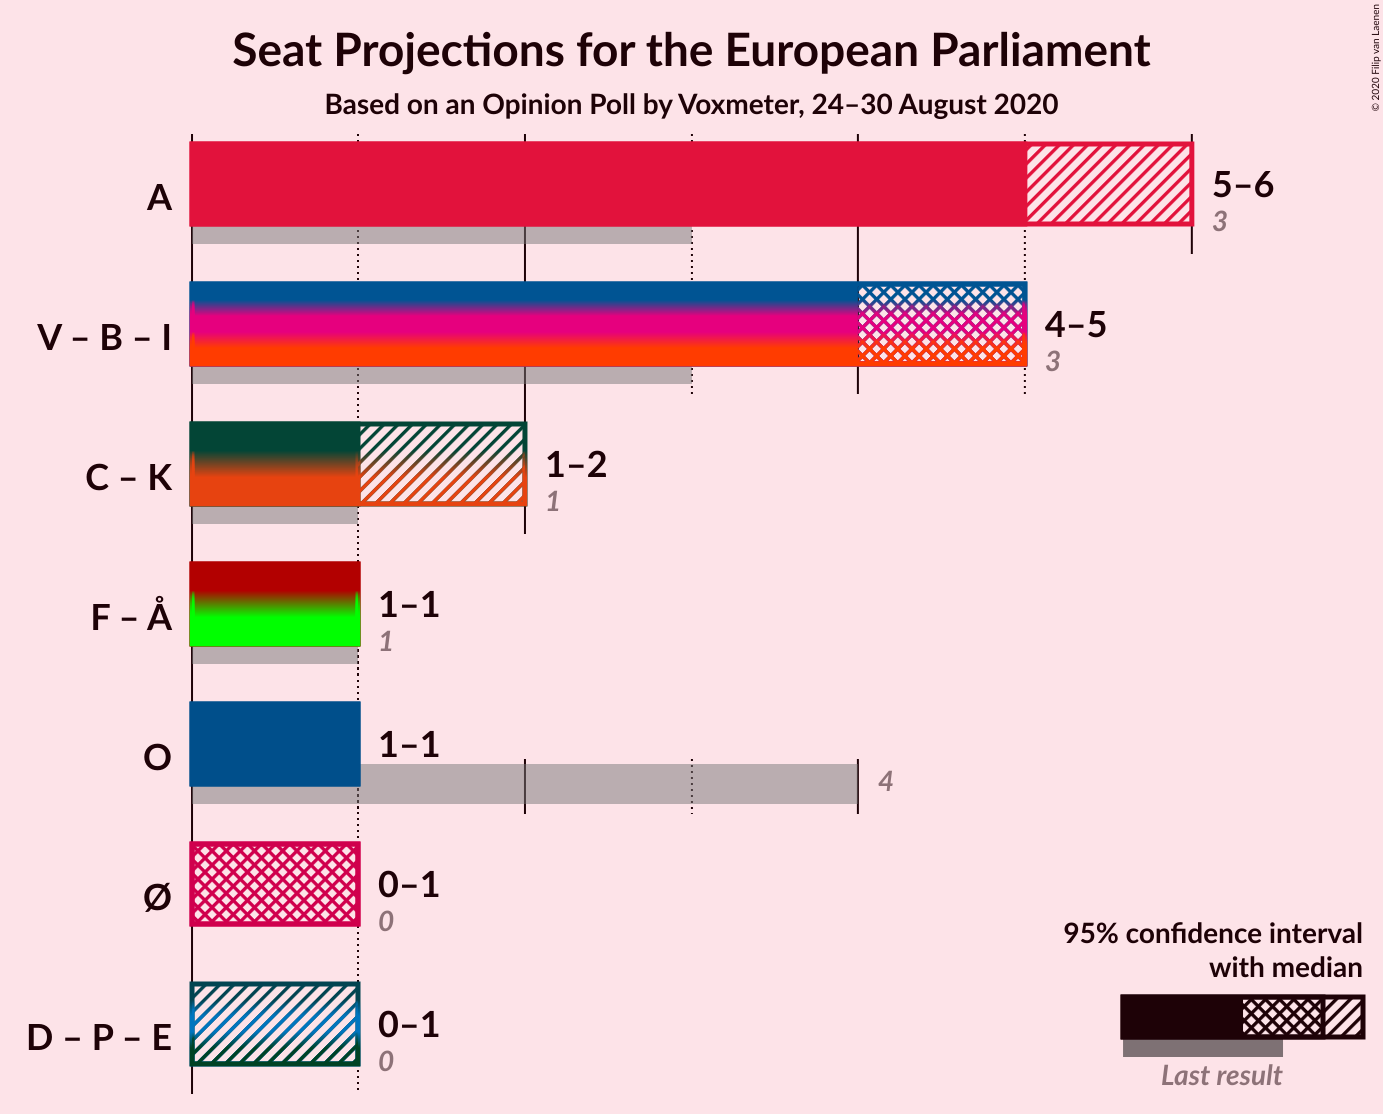 Seat Projections for the European Parliament
Based on an Opinion Poll by Voxmeter, 24–30 August 2020
© 2020 Filip van Laenen
A
5–6
3
V – B – I
4–5
3
C – K
1–2
1
F – Å
1–1
1
O
1–1
4
Ø
0–1
0
D – P – E
0–1
0
95% confidence interval
with median
Last result